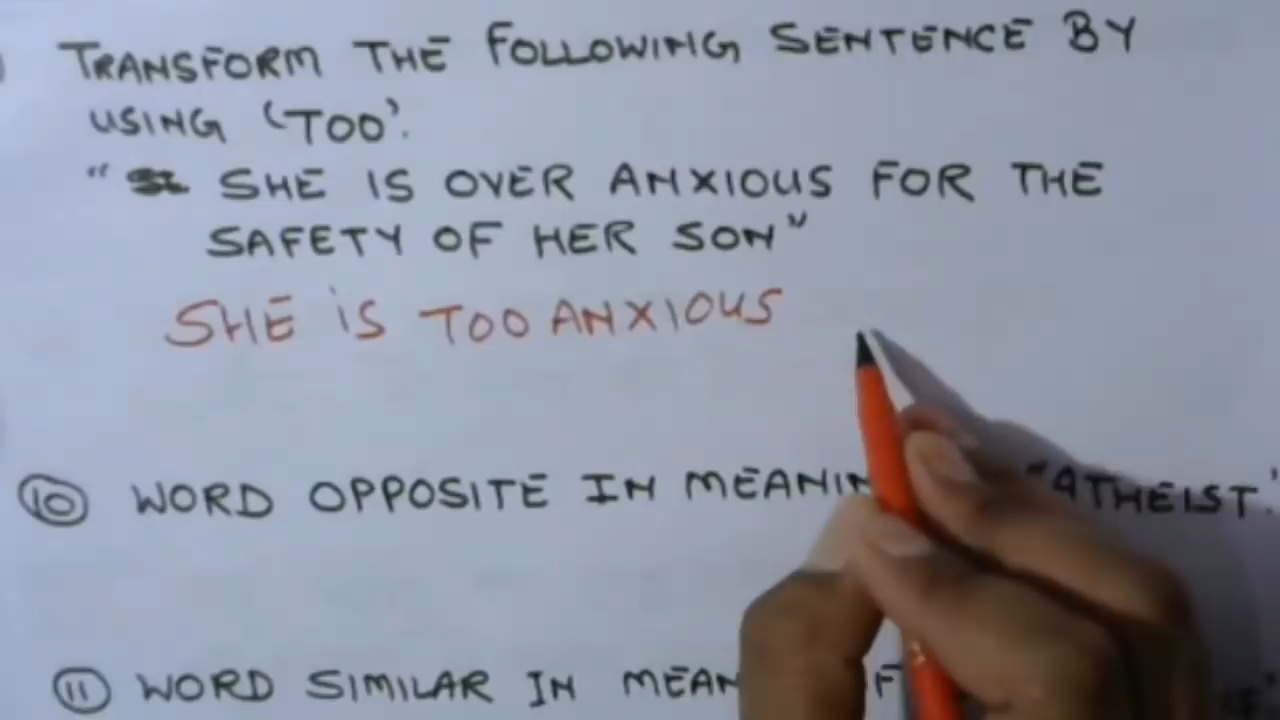 TRANSFORM THE FOLLOWING SENTENCE BY
USING 'TOO'.
" SHE IS OVER ANXIOUS FOR THE
SAFETY OF HER SON"
SHE IS TOO ANXIOUS
10 WORD OPPOSITE IN MEANIN "ATHEIST.
11 WORD SIMILAR IN MEAN